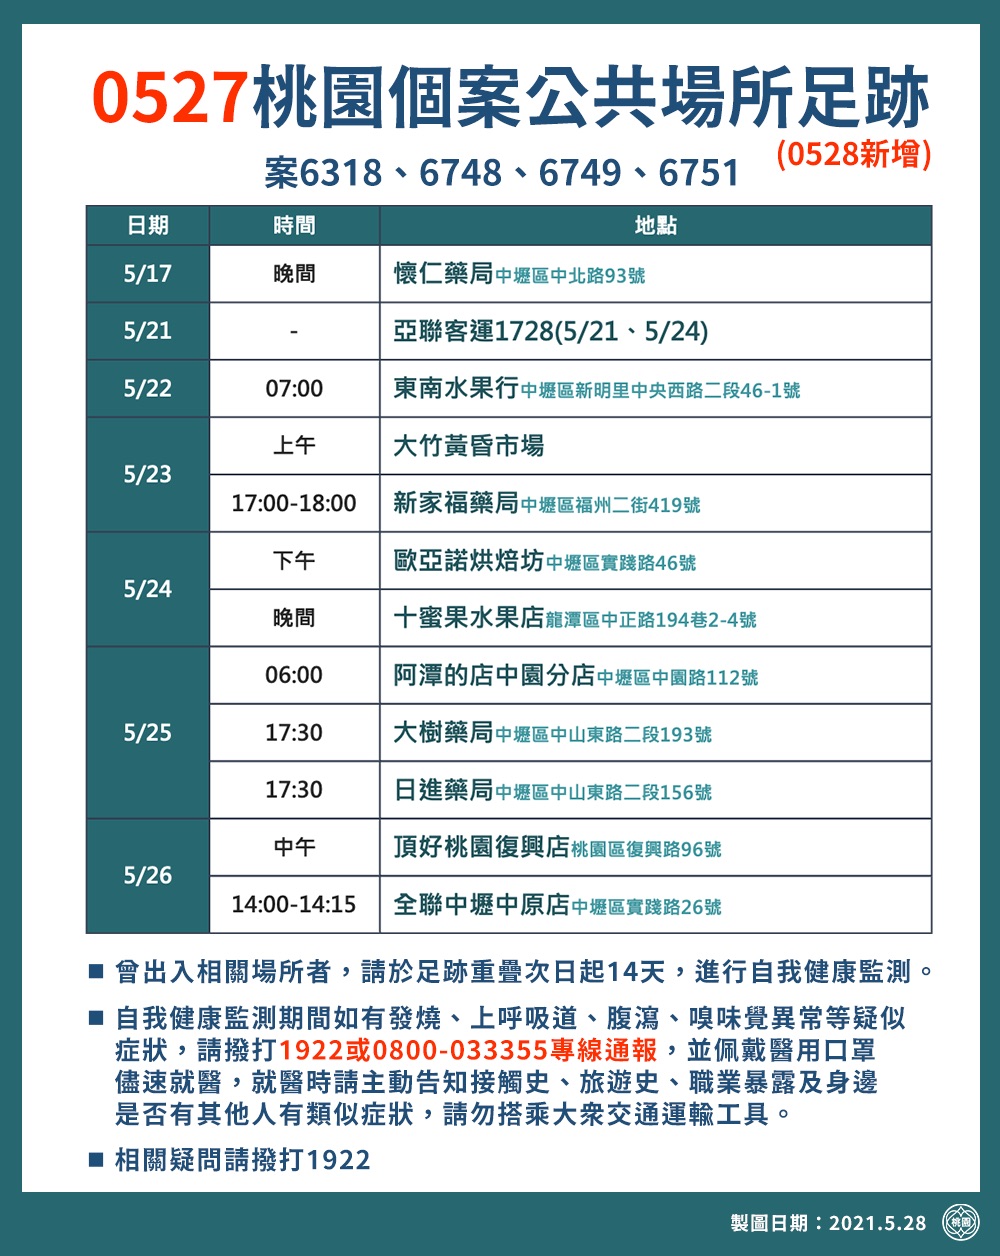 0527桃園個案公共場所足跡
(0528新增)
案6318、6748、6749、6751
日期 時間 地點
5/17 晚間 懷仁藥局中壢區中北路93號
5/21 - 亞聯客運1728(5/21、5/24)
5/22 07:00 東南水果行中壢區新明里中央西路二段46-1號
5/23 上午 大竹黃昏市場
17:00-18:00 新家福藥局中壢區福州二街419號
5/24 下午 歐亞諾烘焙坊中壢區實踐路46號
晚間 十蜜果水果店龍潭區中正路194巷2-4號
5/25 06:00 阿潭的店中園分店中壢區中園路112號
17:30 大樹藥局中壢區中山東路二段193號
17:30 日進藥局中壢區中山東路二段156號
5/26 中午 頂好桃園復興店桃園區復興路96號
14:00-14:15 全聯中壢中原店中壢區實踐路26號
■ 曾出入相關場所者，請於足跡重疊次日起14天，進行自我健康監測。
■ 自我健康監測期間如有發燒、上呼吸道、腹瀉、嗅味覺異常等疑似
症狀，請撥打1922或0800-033355專線通報，並佩戴醫用口罩
儘速就醫，就醫時請主動告知接觸史、旅遊史、職業暴露及身邊
是否有其他人有類似症狀，請勿搭乘大眾交通運輸工具。
■ 相關疑問請撥打1922
製圖日期：2021.5.28 桃園